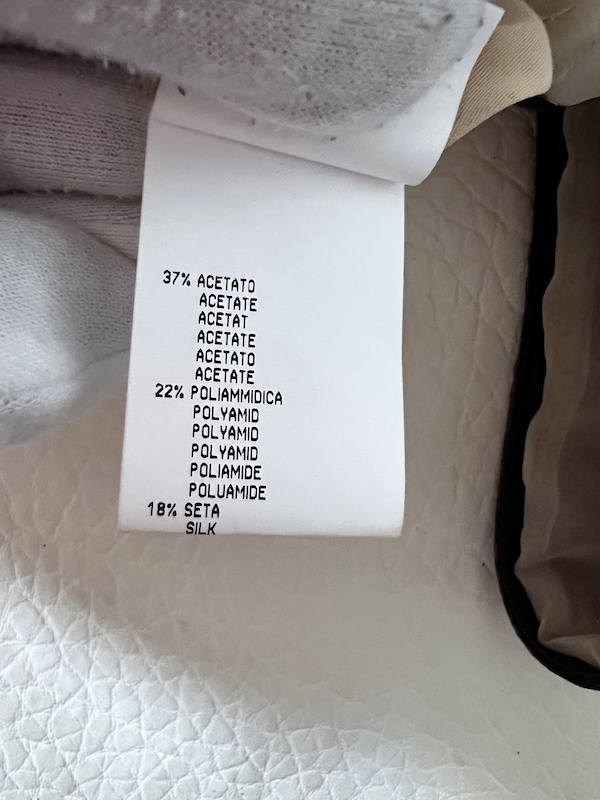 37% ACETATO
ACETATE
ACETAT
ACETATE
ACETATO
ACETATE
22% POLIAMMIDICA
POLYAMID
POLYAMID
POLYAMID
POLIAMIDE
POLUAMIDE
18% SETA
SILK